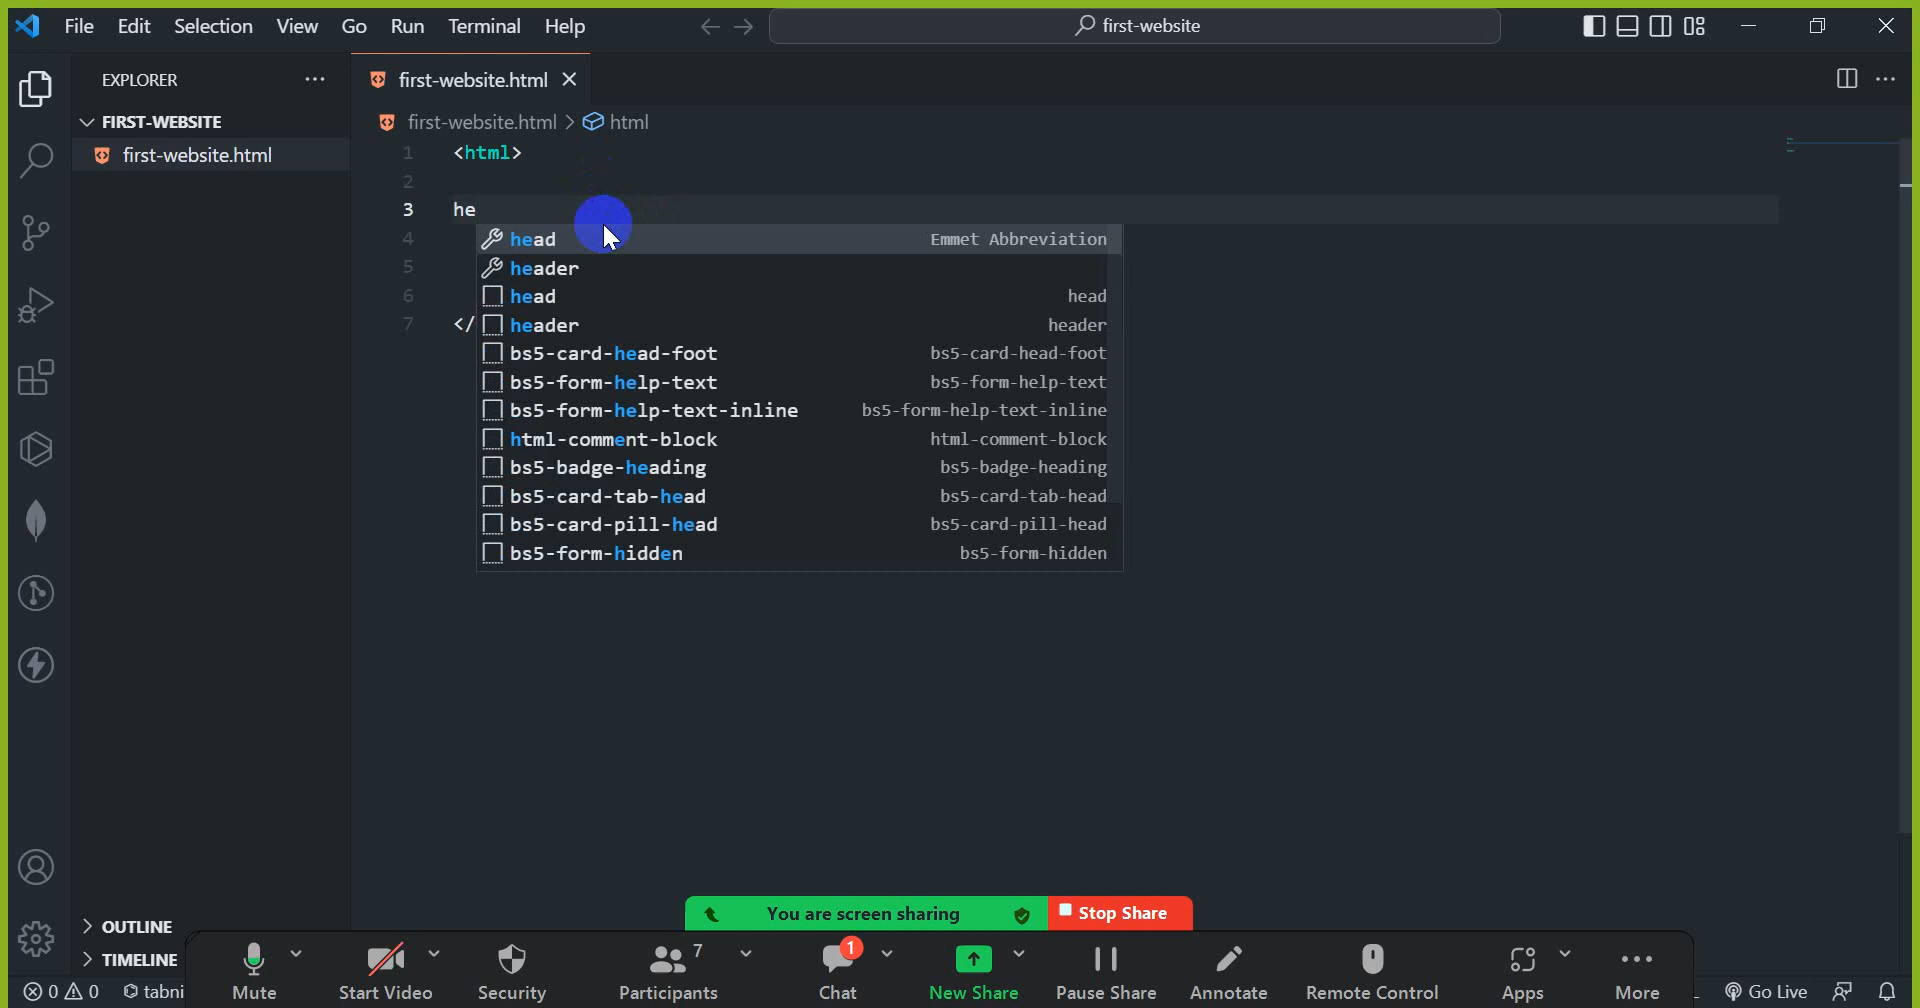 File Edit Selection View Go Run Terminal Help
first-website
EXPLORER
first-website.html
FIRST-WEBSITE
first-website.html > html
first-website.html
1 <html>
2
3 he
4
5
6
7 </
head Emmet Abbreviation
header
head head
header header
bs5-card-head-foot bs5-card-head-foot
bs5-form-help-text bs5-form-help-text
bs5-form-help-text-inline bs5-form-help-text-inline
html-comment-block html-comment-block
bs5-badge-heading bs5-badge-heading
bs5-card-tab-head bs5-card-tab-head
bs5-card-pill-head bs5-card-pill-head
bs5-form-hidden bs5-form-hidden
You are screen sharing Stop Share
OUTLINE
TIMELINE
7
1
Mute Start Video Security Participants Chat New Share Pause Share Annotate Remote Control Apps More
0 0 tabni
Go Live